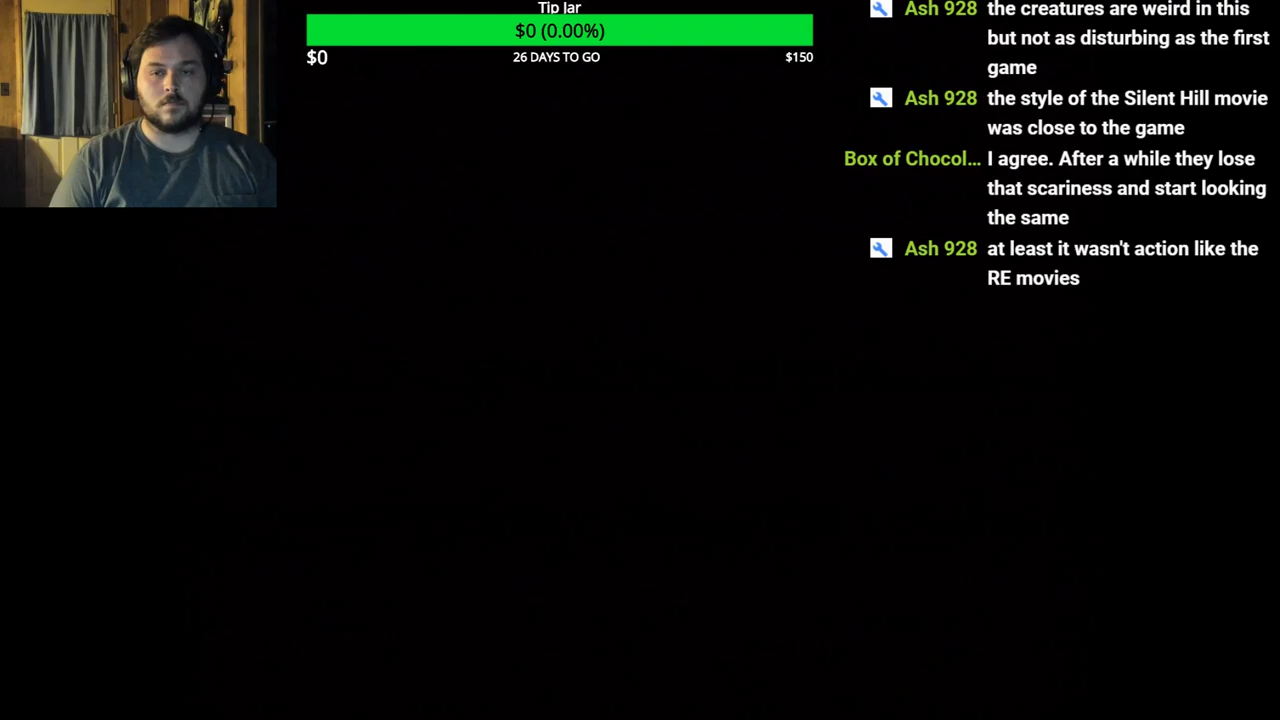 Tip Jar
$0 (0.00%)
$0
26 DAYS TO GO
$150
Ash 928 the creatures are weird in this
but not as disturbing as the first
game
Ash 928 the style of the Silent Hill movie
was close to the game
Box of Chocol... I agree. After a while they lose
that scariness and start looking
the same
Ash 928 at least it wasn't action like the
RE movies